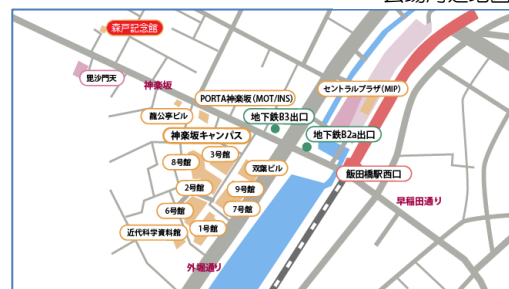 森戸記念館
毘沙門天
神楽坂
PORTA神楽坂(MOT/INS)
セントラルプラザ(MIP)
龍公亭ビル
地下鉄B3出口
神楽坂キャンパス
地下鉄B2a出口
3号館
8号館
双葉ビル
飯田橋駅西口
2号館
9号館
早稲田通り
6号館
7号館
近代科学資料館
1号館
外堀通り